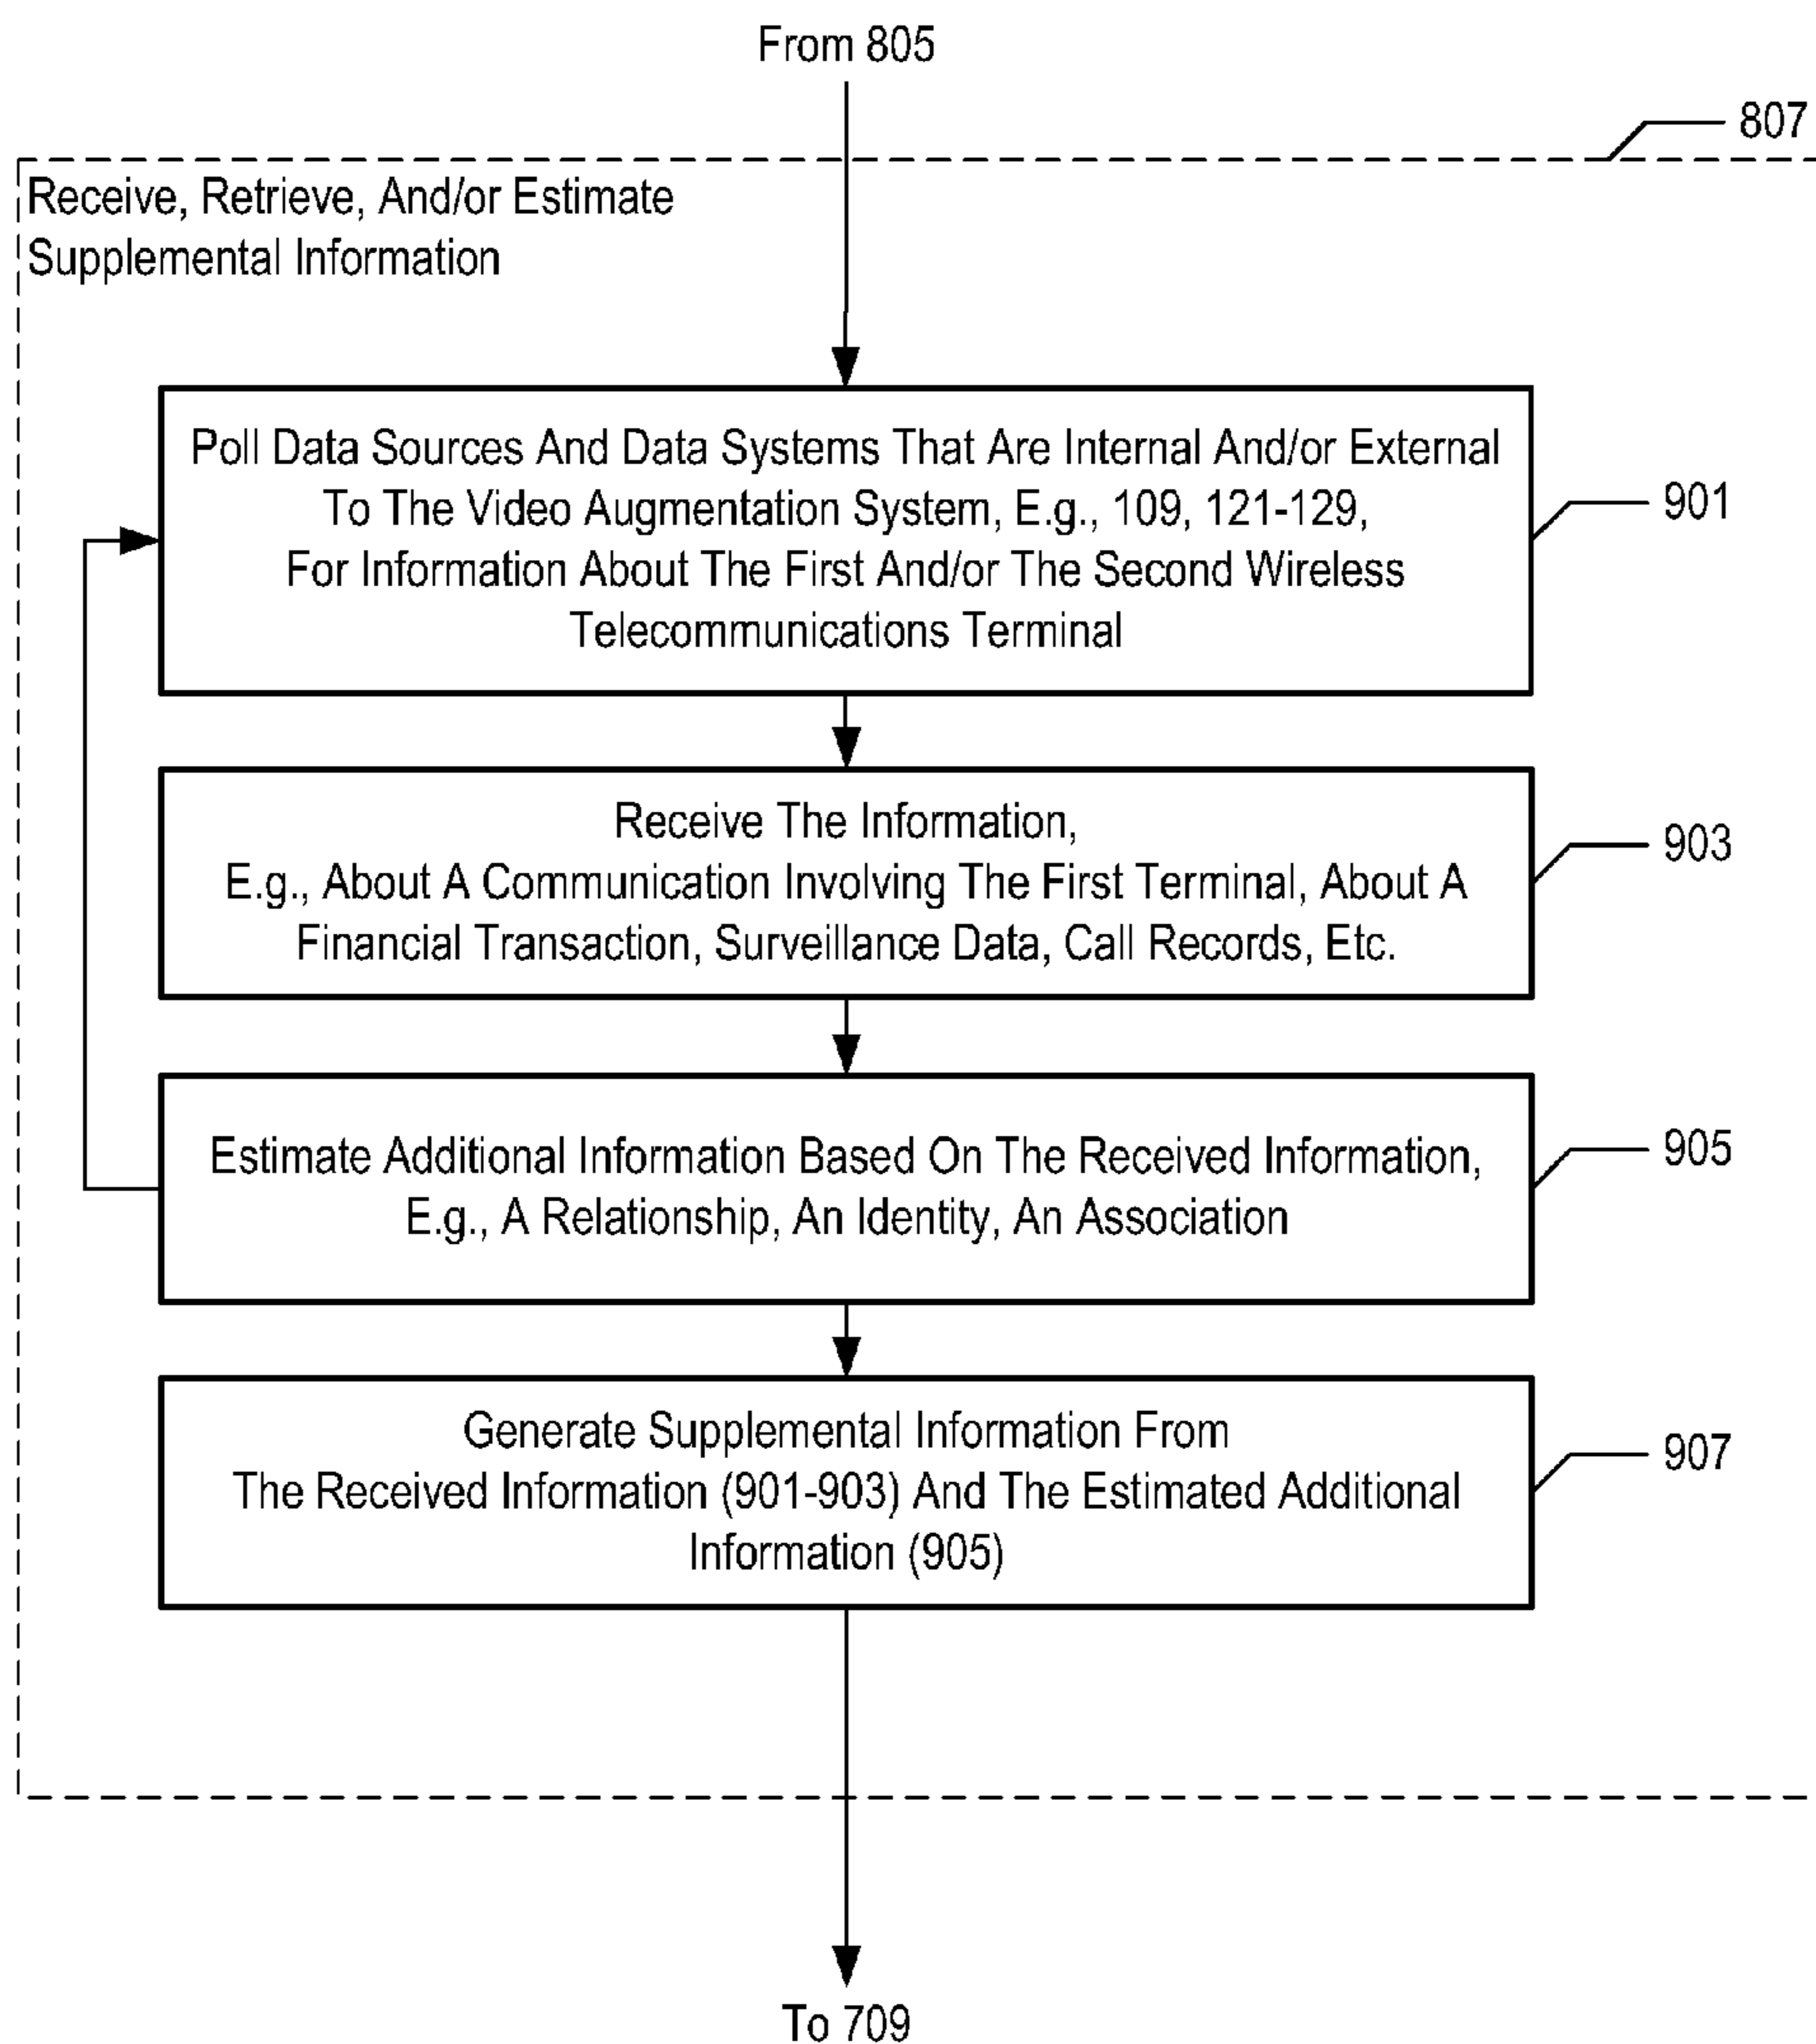 From 805
807
Receive, Retrieve, And/or Estimate
Supplemental Information
Poll Data Sources And Data Systems That Are Internal And/or External
To The Video Augmentation System, E.g., 109, 121-129,
For Information About The First And/or The Second Wireless
Telecommunications Terminal
901
Receive The Information,
E.g., About A Communication Involving The First Terminal, About A
Financial Transaction, Surveillance Data, Call Records, Etc.
903
Estimate Additional Information Based On The Received Information,
E.g., A Relationship, An Identity, An Association
905
Generate Supplemental Information From
The Received Information (901-903) And The Estimated Additional
Information (905)
907
To 709